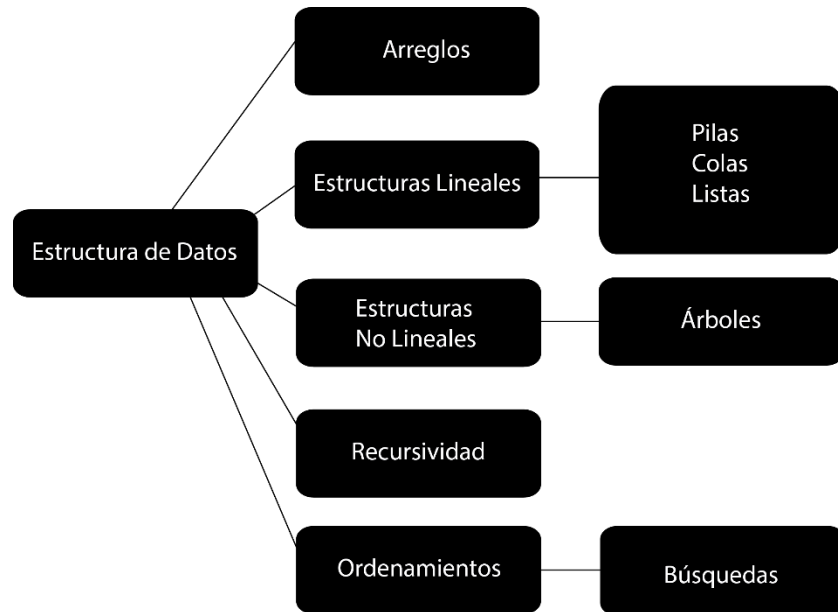 Estructura de Datos
Arreglos
Estructuras Lineales
Pilas
Colas
Listas
Estructuras
No Lineales
Árboles
Recursividad
Ordenamientos
Búsquedas